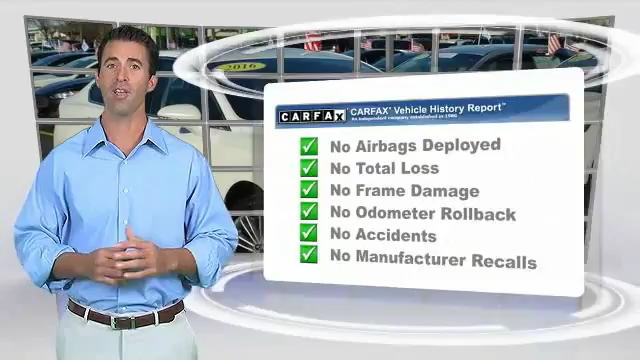 2016
CARFAX CARFAX Vehicle History Report™
An independent company established in 1986
No Airbags Deployed
No Total Loss
No Frame Damage
No Odometer Rollback
No Accidents
No Manufacturer Recalls